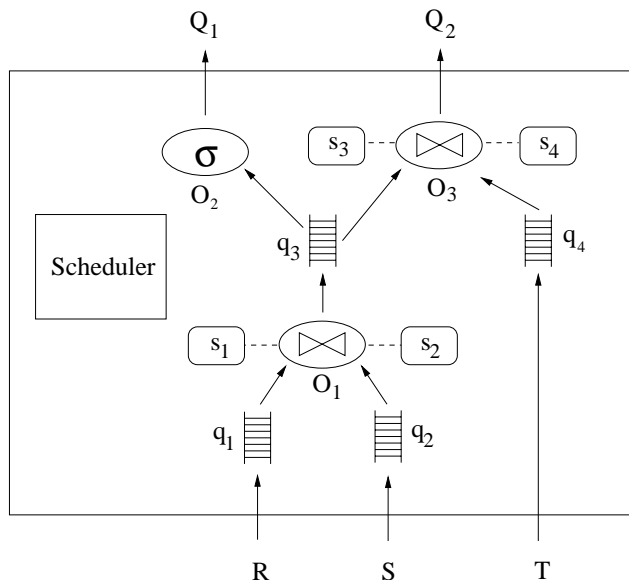 Q1 Q2
σ
s3 s4
O2 O3
q3 q4
Scheduler
s1 s2
O1
q1 q2
R S T